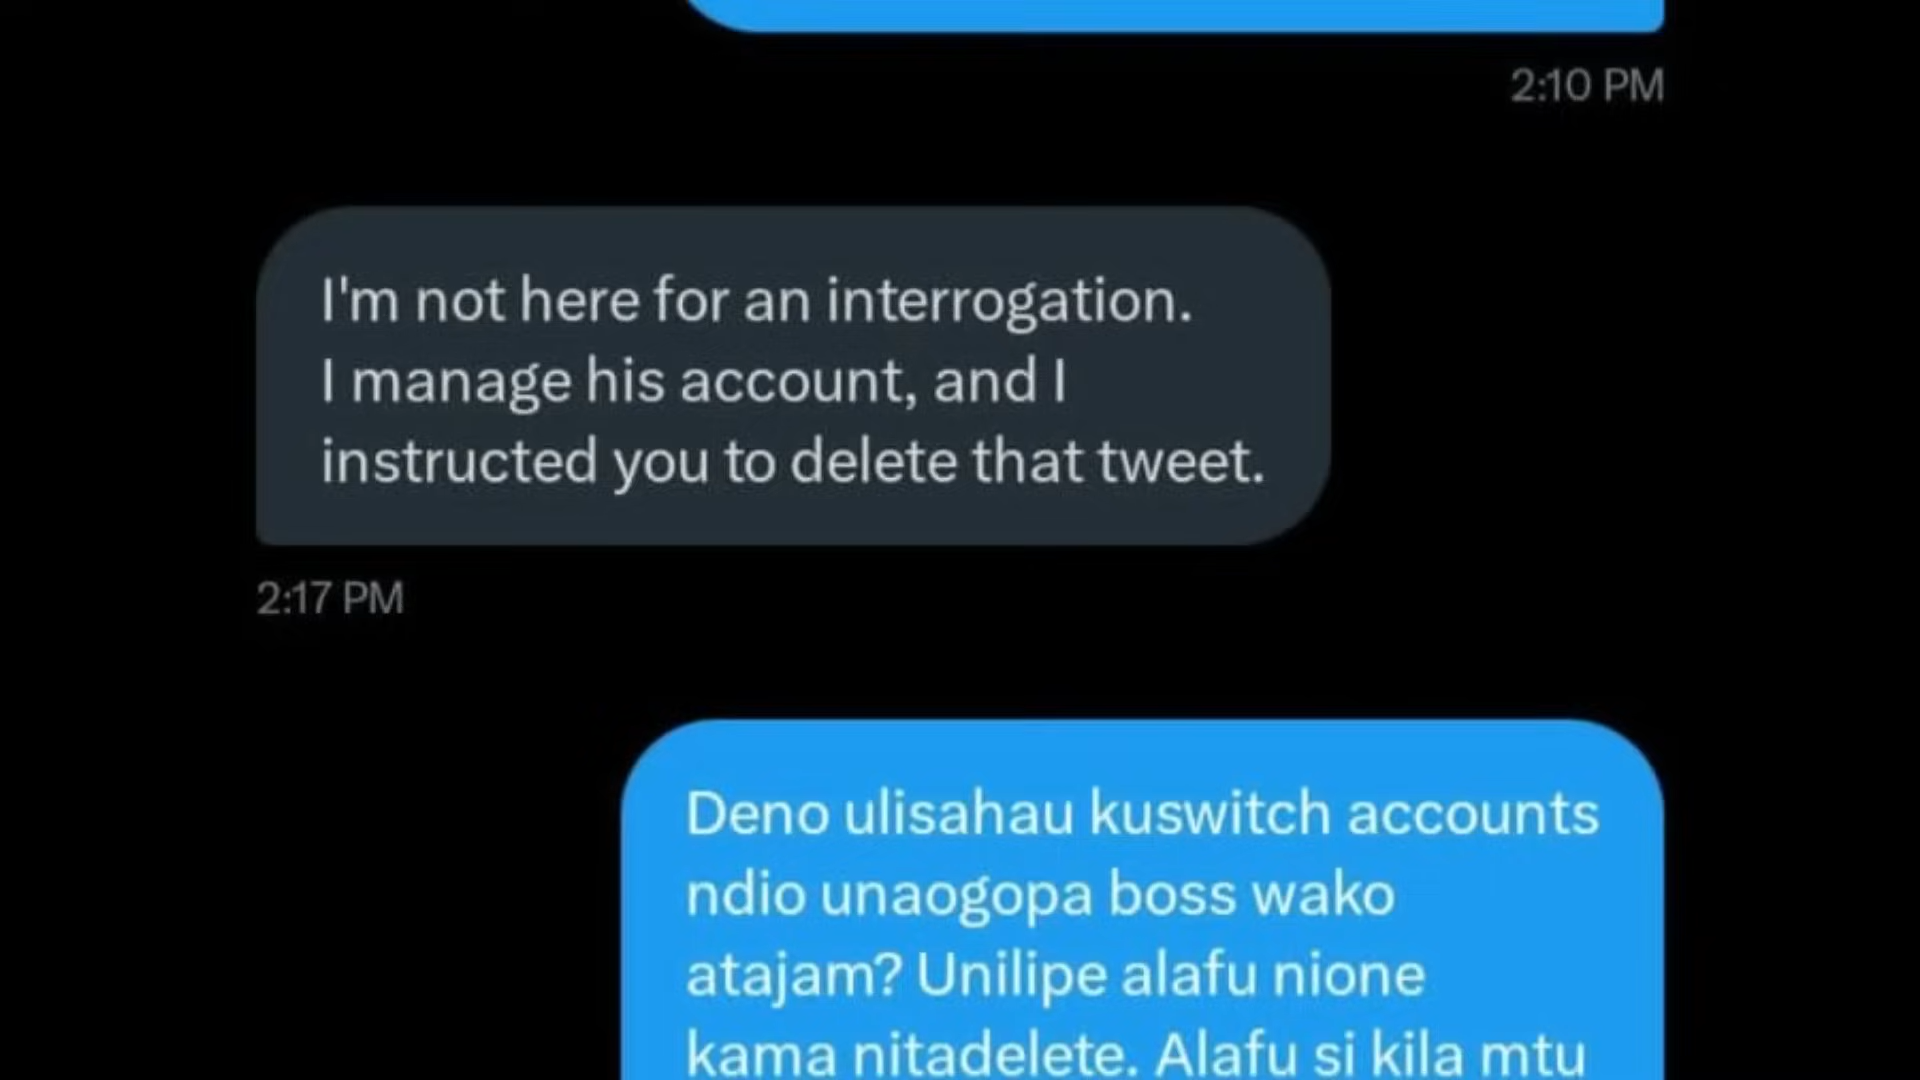 2:10 PM
I'm not here for an interrogation.
I manage his account, and I
instructed you to delete that tweet.
2:17 PM
Deno ulisahau kuswitch accounts
ndio unaogopa boss wako
atajam? Unilipe alafu nione
kama nitadelete. Alafu si kila mtu